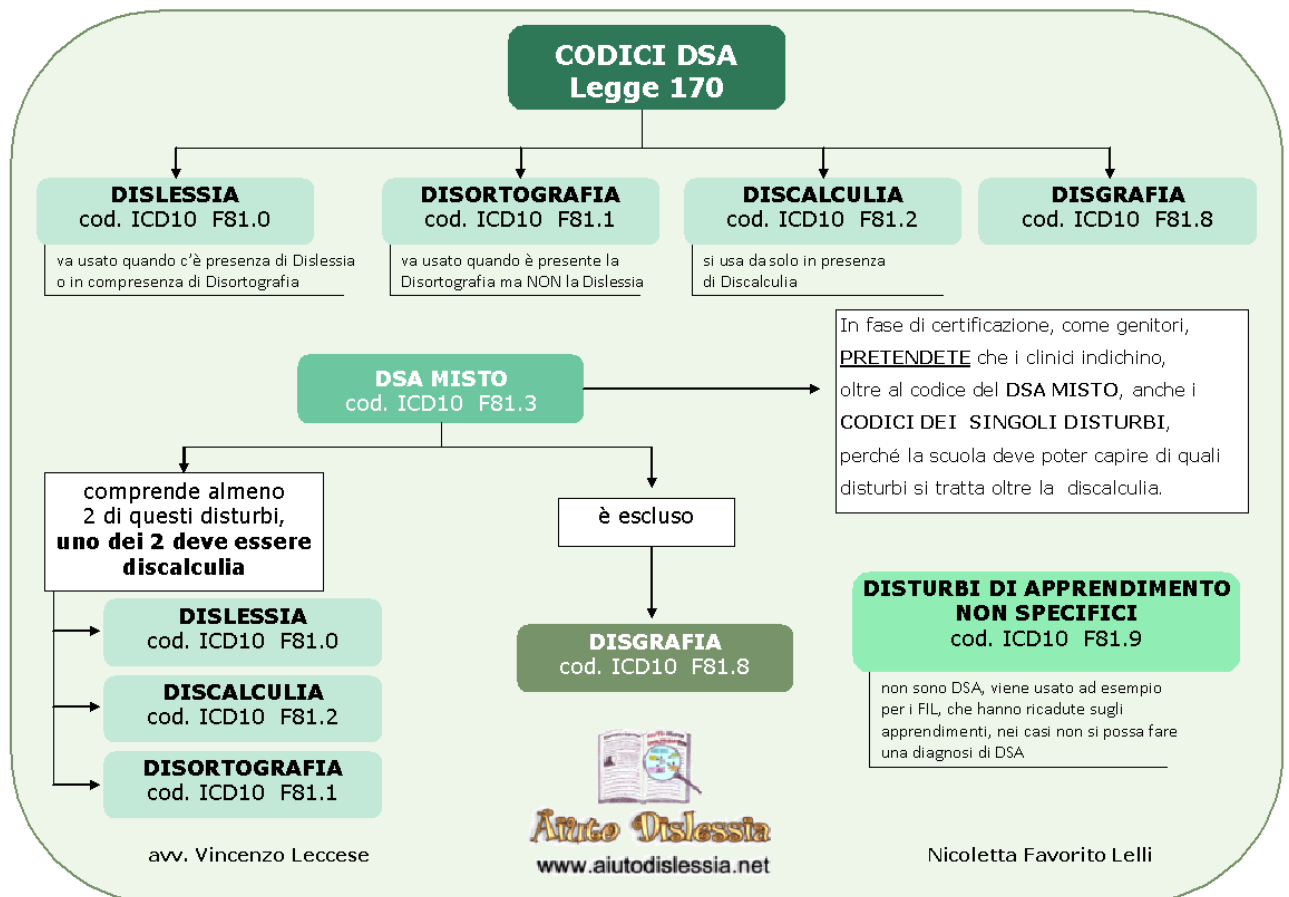 CODICI DSA
Legge 170
DISLESSIA
cod. ICD10 F81.0
va usato quando c'è presenza di Dislessia
o in compresenza di Disortografia
DISORTOGRAFIA
cod. ICD10 F81.1
va usato quando è presente la
Disortografia ma NON la Dislessia
DISCALCULIA
cod. ICD10 F81.2
si usa da solo in presenza
di Discalculia
DISGRAFIA
cod. ICD10 F81.8
In fase di certificazione, come genitori,
PRETENDETE che i clinici indichino,
oltre al codice del DSA MISTO, anche i
CODICI DEI SINGOLI DISTURBI,
perché la scuola deve poter capire di quali
disturbi si tratta oltre la discalculia.
DSA MISTO
cod. ICD10 F81.3
comprende almeno
2 di questi disturbi,
uno dei 2 deve essere
discalculia
è escluso
DISLESSIA
cod. ICD10 F81.0
DISCALCULIA
cod. ICD10 F81.2
DISORTOGRAFIA
cod. ICD10 F81.1
DISGRAFIA
cod. ICD10 F81.8
DISTURBI DI APPRENDIMENTO
NON SPECIFICI
cod. ICD10 F81.9
non sono DSA, viene usato ad esempio
per i FIL, che hanno ricadute sugli
apprendimenti, nei casi non si possa fare
una diagnosi di DSA
Aiuto Dislessia
www.aiutodislessia.net
avv. Vincenzo Leccese
Nicoletta Favorito Lelli